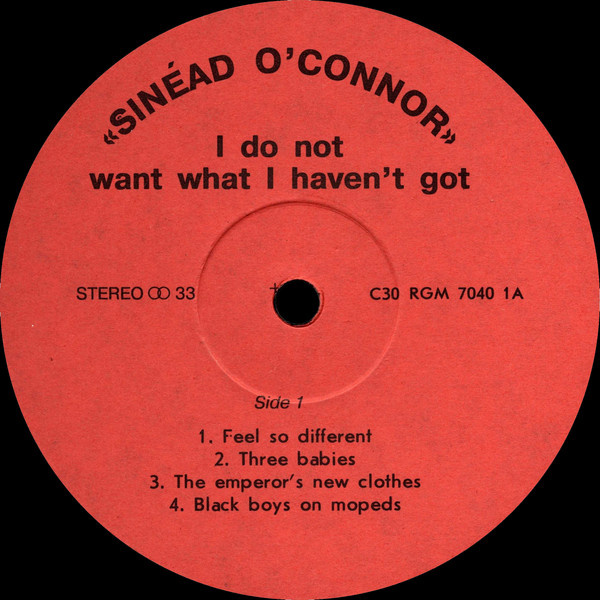 «SINÉAD O'CONNOR»
I do not
want what I haven't got
STEREO ꝏ 33
C30 RGM 7040 1A
Side 1
1. Feel so different
2. Three babies
3. The emperor's new clothes
4. Black boys on mopeds